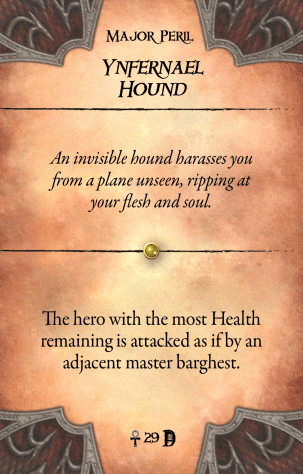 Major Peril
Ynfernael
Hound
An invisible hound harasses you
from a plane unseen, ripping at
your flesh and soul.
The hero with the most Health
remaining is attacked as if by an
adjacent master barghest.
29 D